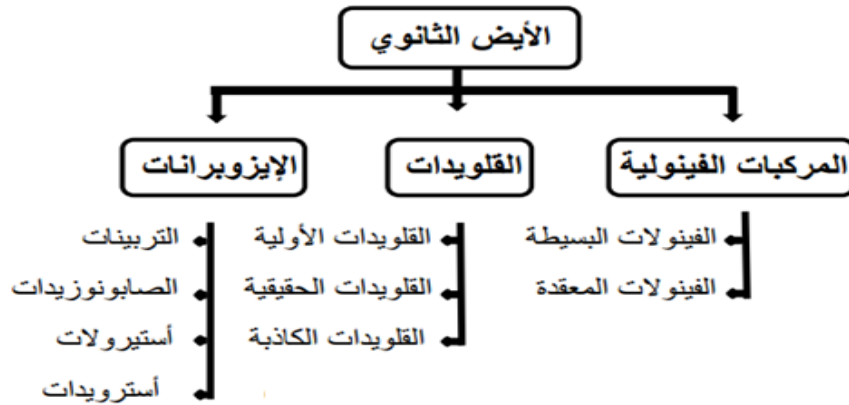 الأيض الثانوي
المركبات الفينولية
القلويدات
الإيزوبرانات
الفينولات البسيطة
الفينولات المعقدة
القلويدات الأولية
القلويدات الحقيقية
القلويدات الكاذبة
التربينات
الصابونوزيدات
أستيرولات
أسترويدات